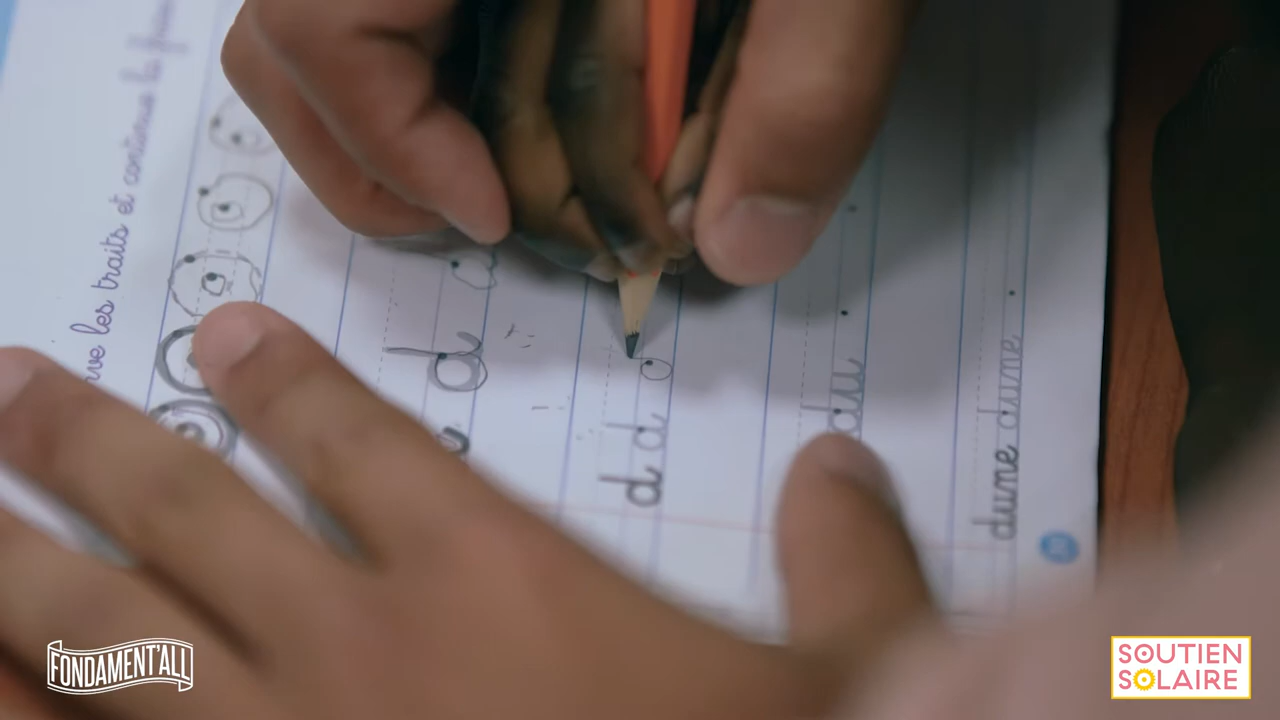 les traits et continue la
d
d d
du
dune dune
FONDAMENT'ALL
SOUTIEN
SOLAIRE